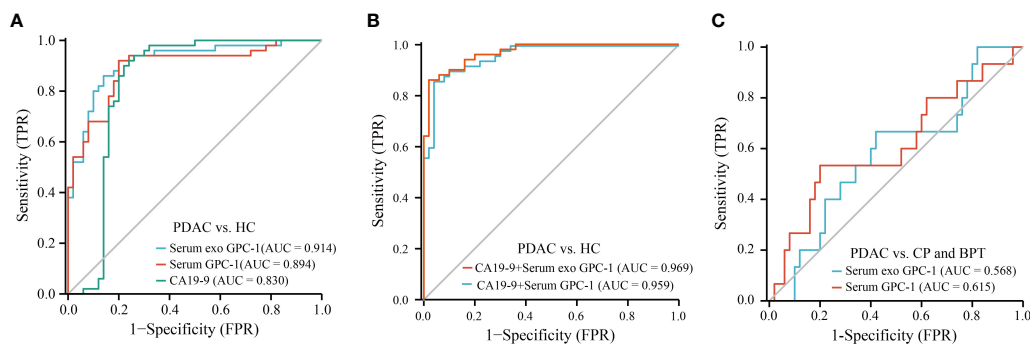 A
1.0
0.8
0.6
0.4
0.2
0.0
Sensitivity (TPR)
PDAC vs. HC
Serum exo GPC-1(AUC = 0.914)
Serum GPC-1(AUC = 0.894)
CA19-9 (AUC = 0.830)
0.0 0.2 0.4 0.6 0.8 1.0
1−Specificity (FPR)
B
1.0
0.8
0.6
0.4
0.2
0.0
Sensitivity (TPR)
PDAC vs. HC
CA19-9+Serum exo GPC-1 (AUC = 0.969)
CA19-9+Serum GPC-1 (AUC = 0.959)
0.0 0.2 0.4 0.6 0.8 1.0
1−Specificity (FPR)
C
1.0
0.8
0.6
0.4
0.2
0.0
Sensitivity (TPR)
PDAC vs. CP and BPT
Serum exo GPC-1 (AUC = 0.568)
Serum GPC-1 (AUC = 0.615)
0.0 0.2 0.4 0.6 0.8 1.0
1-Specificity (FPR)